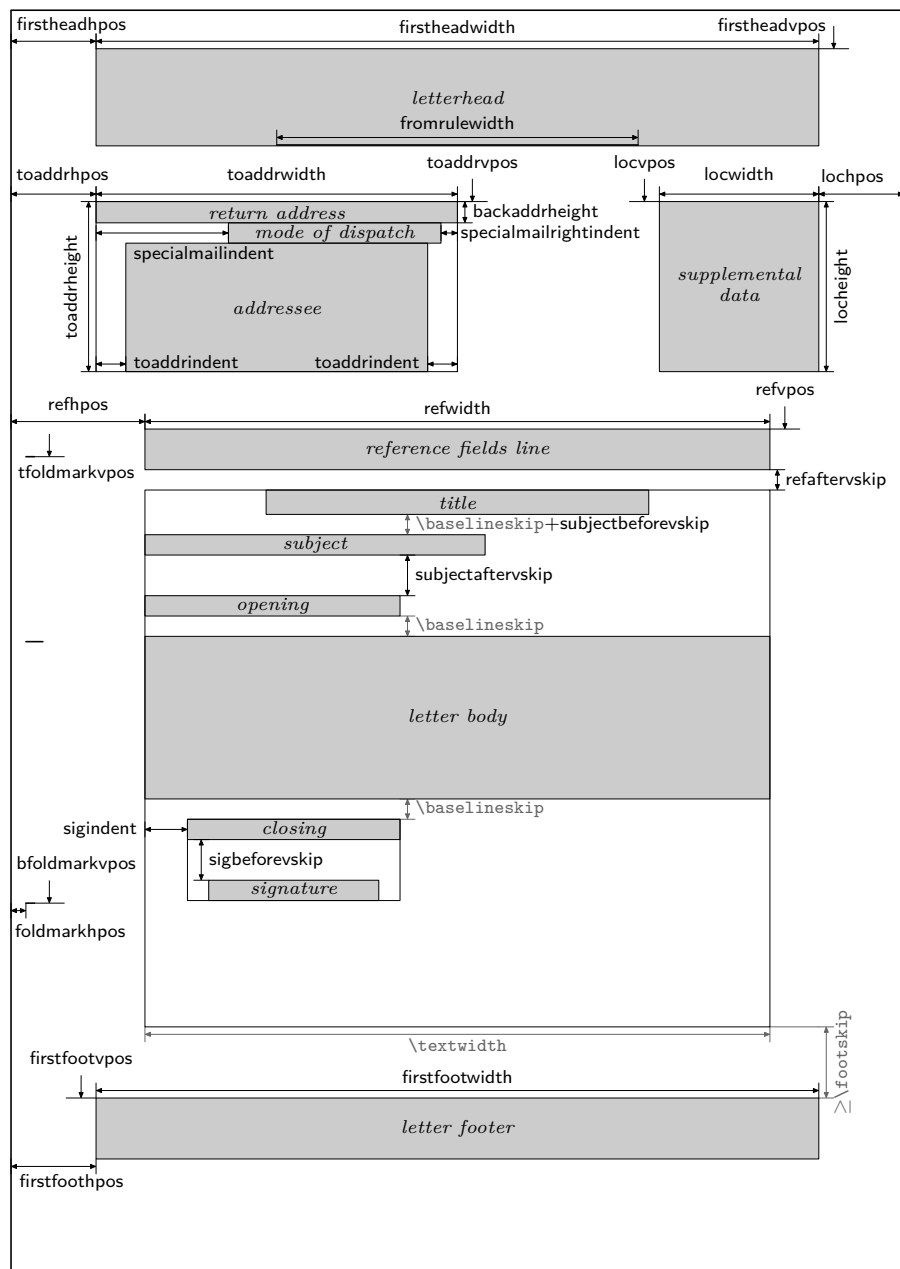 firstheadhpos firstheadwidth firstheadvpos
letterhead
fromrulewidth
toaddrvpos locvpos
toaddrhpos toaddrwidth locwidth lochpos
return address backaddrheight
mode of dispatch specialmailrightindent
specialmailindent
toaddrheight
addressee
supplemental
data
locheight
toaddrindent toaddrindent
refvpos
refhpos refwidth
reference fields line
tfoldmarkvpos
refaftervskip
title
\baselineskip+subjectbeforevskip
subject
subjectaftervskip
opening
\baselineskip
letter body
\baselineskip
sigindent closing
bfoldmarkvpos sigbeforevskip
signature
foldmarkhpos
\textwidth
≥\footskip
firstfootvpos firstfootwidth
letter footer
firstfoothpos